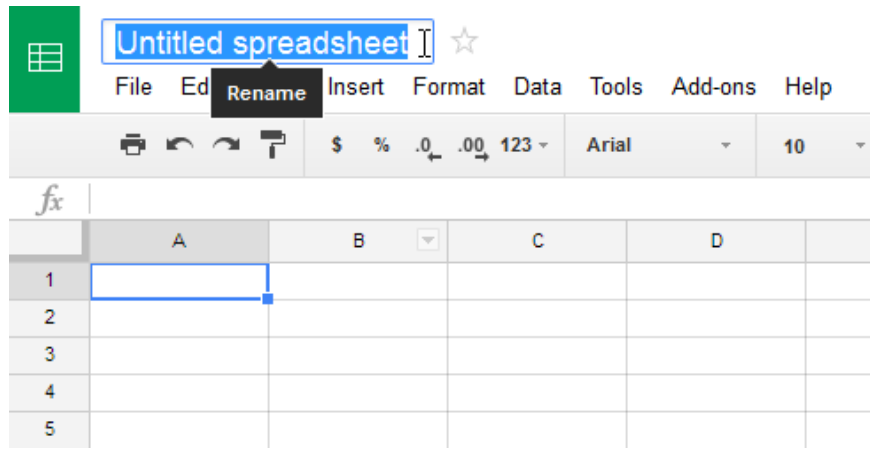 Untitled spreadsheet
File Ed Rename Insert Format Data Tools Add-ons Help
$ % .0 .00 123 Arial 10
fx
A B C D
1
2
3
4
5